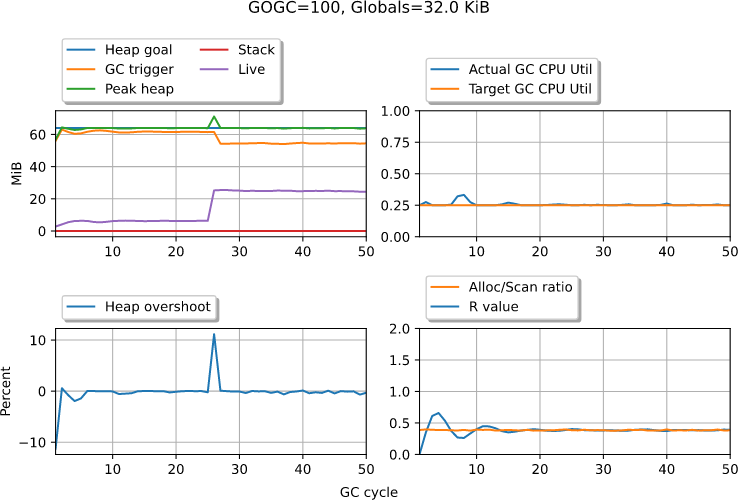 GOGC=100, Globals=32.0 KiB
Heap goal
GC trigger
Peak heap
Stack
Live
MiB
60
40
20
0
10 20 30 40 50
Actual GC CPU Util
Target GC CPU Util
1.00
0.75
0.50
0.25
0.00
10 20 30 40 50
Heap overshoot
Percent
10
0
−10
10 20 30 40 50
Alloc/Scan ratio
R value
2.0
1.5
1.0
0.5
0.0
10 20 30 40 50
GC cycle